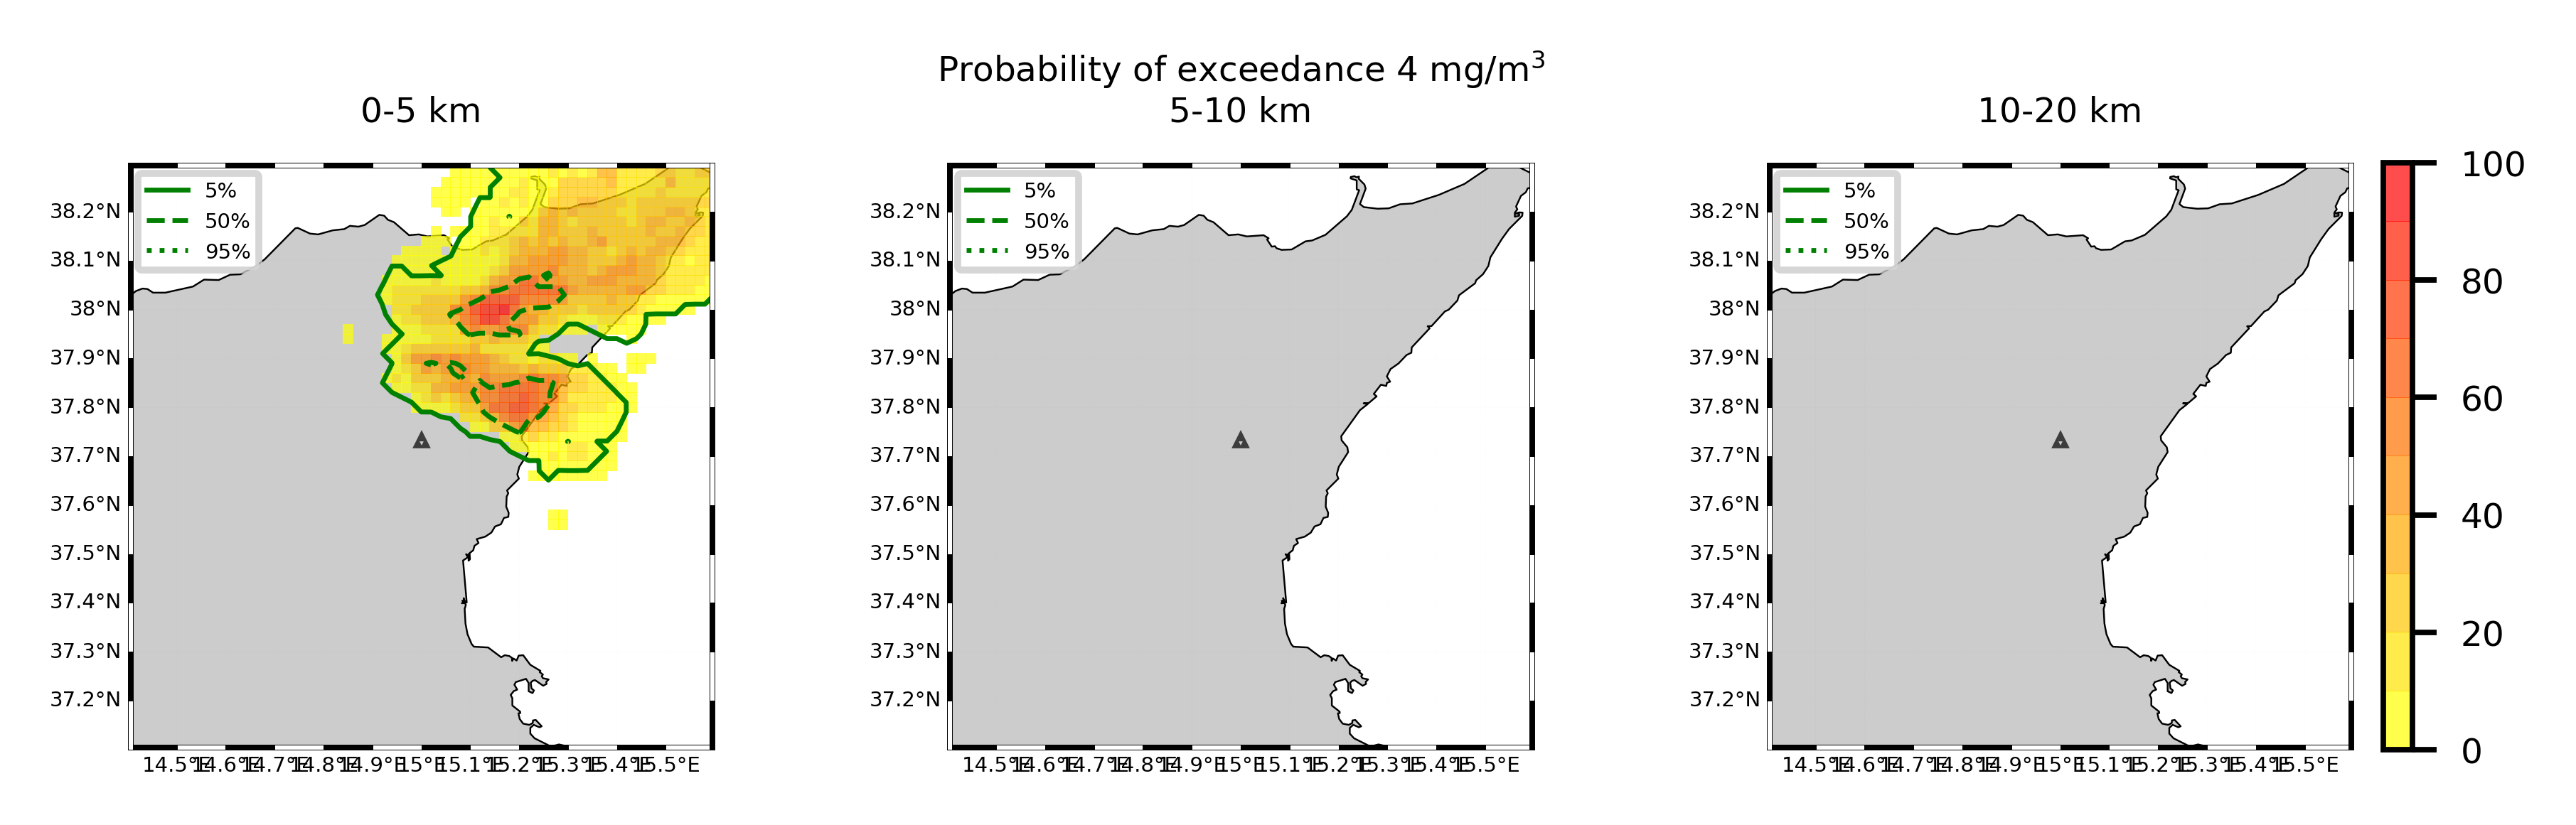 Probability of exceedance 4 mg/m³
0-5 km
5%
50%
95%
38.2°N
38.1°N
38°N
37.9°N
37.8°N
37.7°N
37.6°N
37.5°N
37.4°N
37.3°N
37.2°N
14.5°E 14.6°E 14.7°E 14.8°E 14.9°E 15°E 15.1°E 15.2°E 15.3°E 15.4°E 15.5°E
5-10 km
5%
50%
95%
38.2°N
38.1°N
38°N
37.9°N
37.8°N
37.7°N
37.6°N
37.5°N
37.4°N
37.3°N
37.2°N
14.5°E 14.6°E 14.7°E 14.8°E 14.9°E 15°E 15.1°E 15.2°E 15.3°E 15.4°E 15.5°E
10-20 km
5%
50%
95%
38.2°N
38.1°N
38°N
37.9°N
37.8°N
37.7°N
37.6°N
37.5°N
37.4°N
37.3°N
37.2°N
14.5°E 14.6°E 14.7°E 14.8°E 14.9°E 15°E 15.1°E 15.2°E 15.3°E 15.4°E 15.5°E
100
80
60
40
20
0